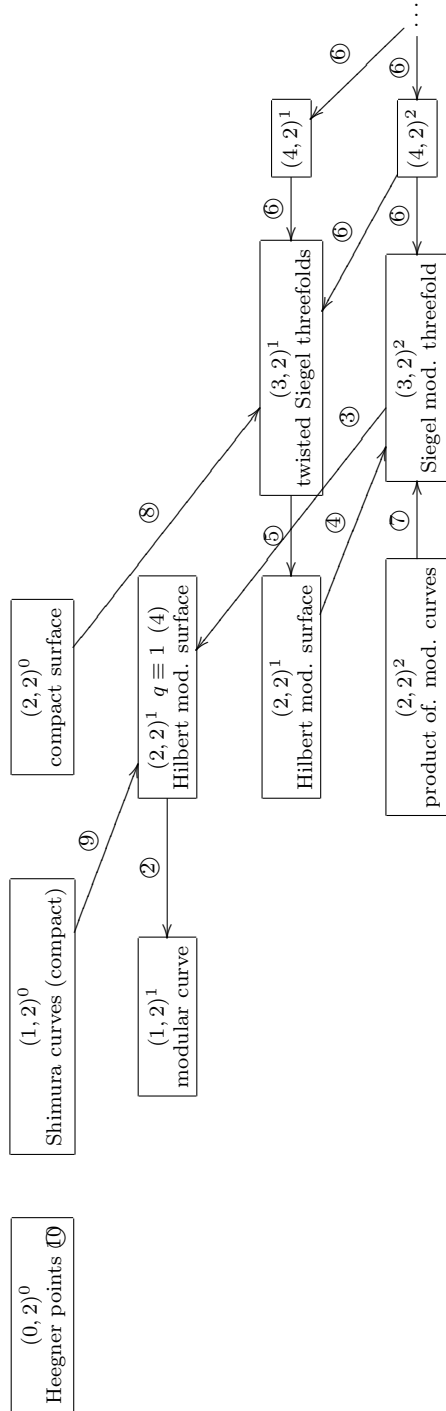 (0, 2)⁰
Heegner points ⑩
(1, 2)⁰
Shimura curves (compact)
(2, 2)⁰
compact surface
⑨
⑧
(1, 2)¹
modular curve
②
(2, 2)¹ q ≡ 1 (4)
Hilbert mod. surface
③
(2, 2)¹
Hilbert mod. surface
⑤
(3, 2)¹
twisted Siegel threefolds
⑥
(4, 2)¹
④
⑥
⑥
(2, 2)²
product of. mod. curves
⑦
(3, 2)²
Siegel mod. threefold
⑥
(4, 2)²
⑥
...